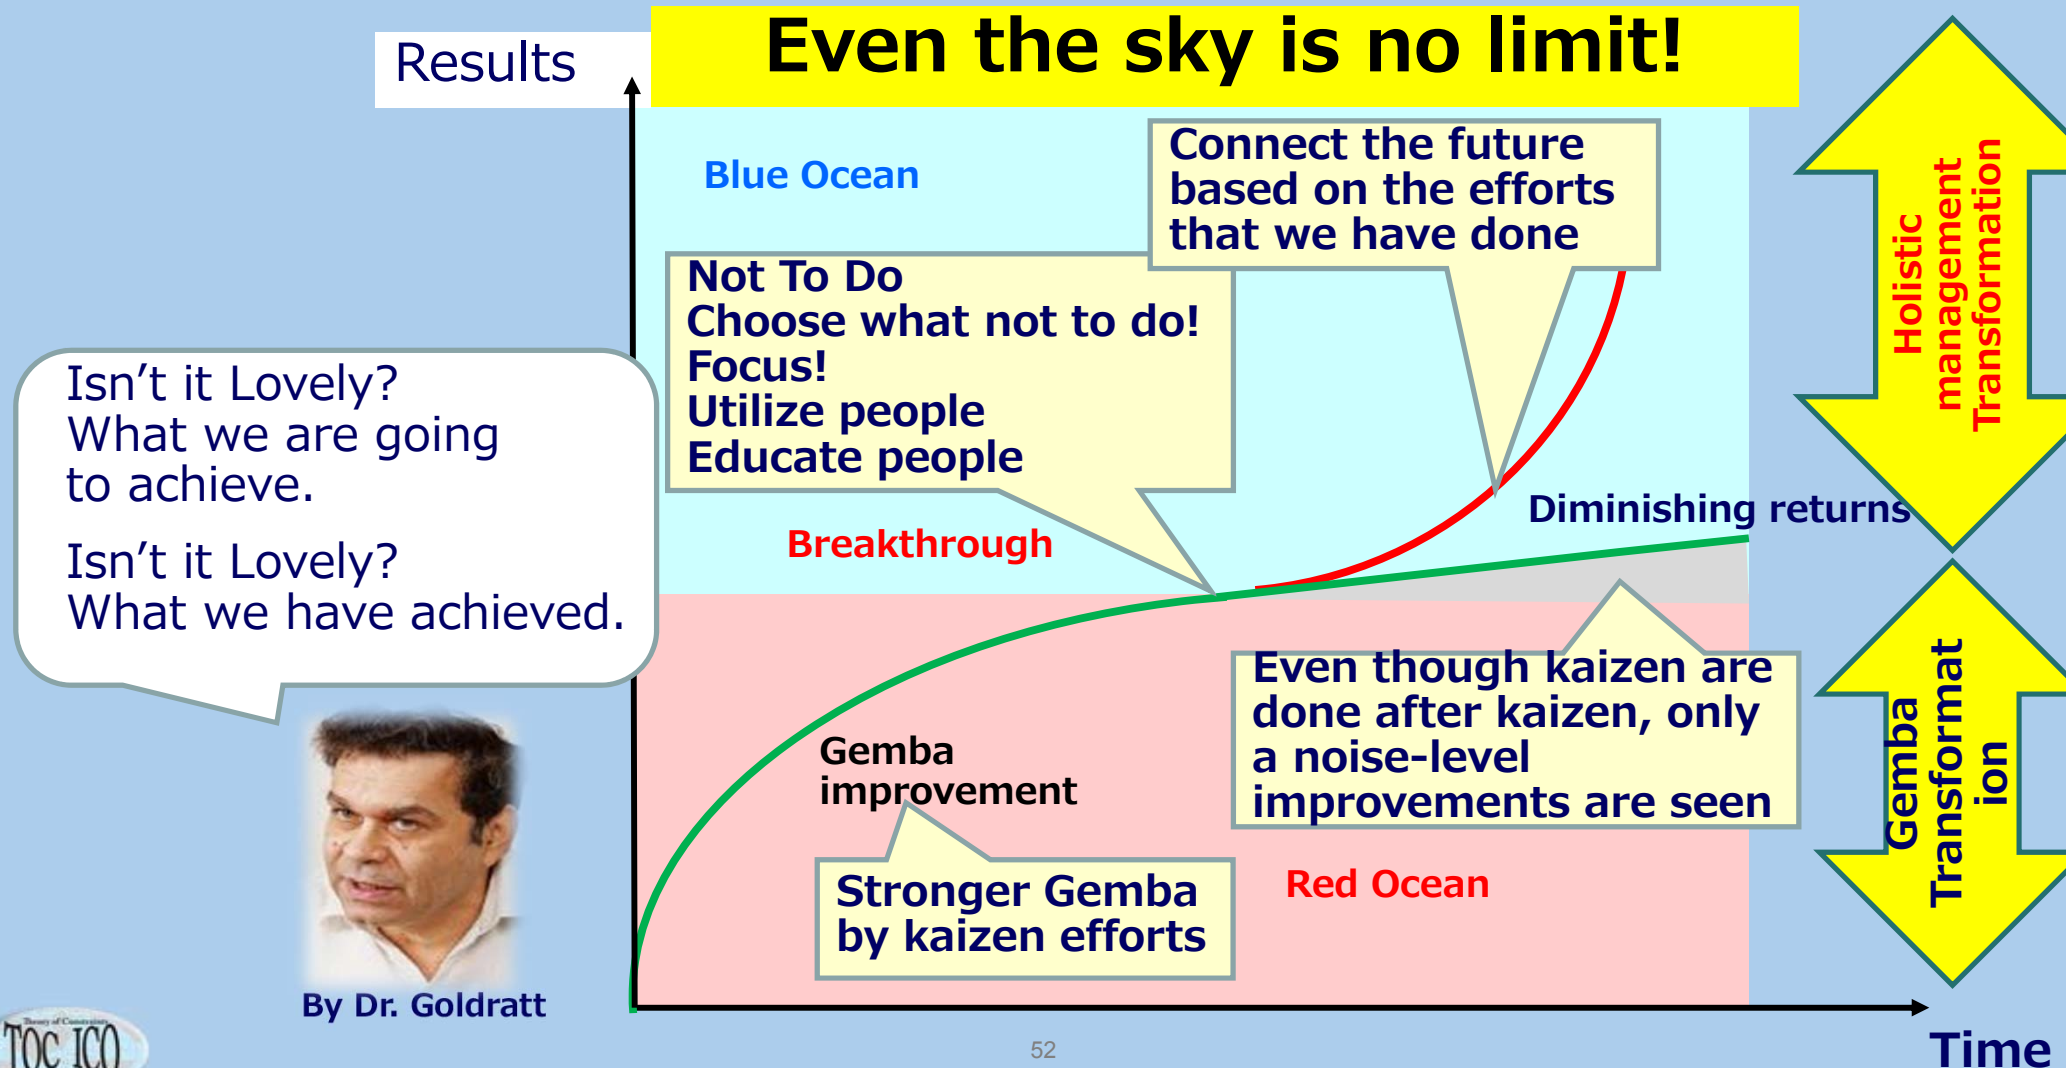 Even the sky is no limit!
Results
Blue Ocean
Connect the future
based on the efforts
that we have done
Not To Do
Choose what not to do!
Focus!
Utilize people
Educate people
Holistic
management
Transformation
Isn’t it Lovely?
What we are going
to achieve.
Isn’t it Lovely?
What we have achieved.
Breakthrough
Diminishing returns
Even though kaizen are
done after kaizen, only
a noise-level
improvements are seen
Gemba
improvement
Stronger Gemba
by kaizen efforts
Red Ocean
Gemba
Transformat
ion
By Dr. Goldratt
Theory of Constraints
TOC ICO
52
Time